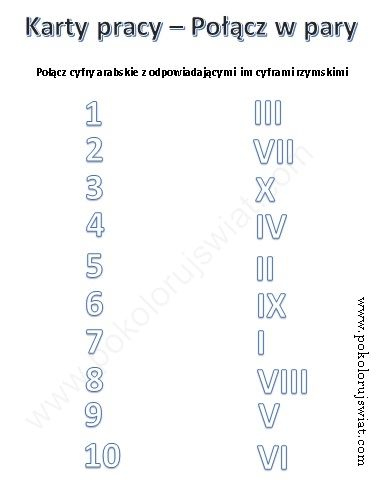 Karty pracy – Połącz w pary
Połącz cyfry arabskie z odpowiadającymi im cyframi rzymskimi
1 III
2 VII
3 X
4 IV
5 II
6 IX
7 I
8 VIII
9 V
10 VI
www.pokolorujswiat.com
www.pokolorujswiat.com